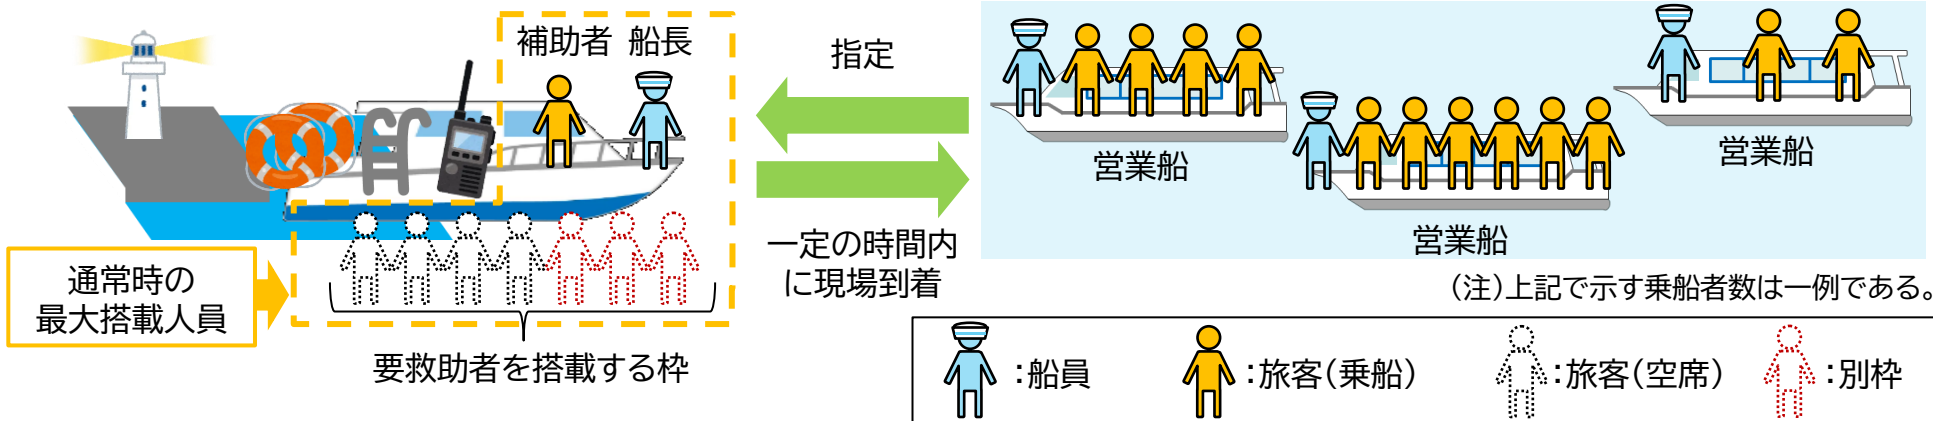 補助者 船長
指定
一定の時間内
に現場到着
通常時の
最大搭載人員
要救助者を搭載する枠
営業船
営業船
営業船
(注)上記で示す乗船者数は一例である。
:船員
:旅客(乗船)
:旅客(空席)
:別枠